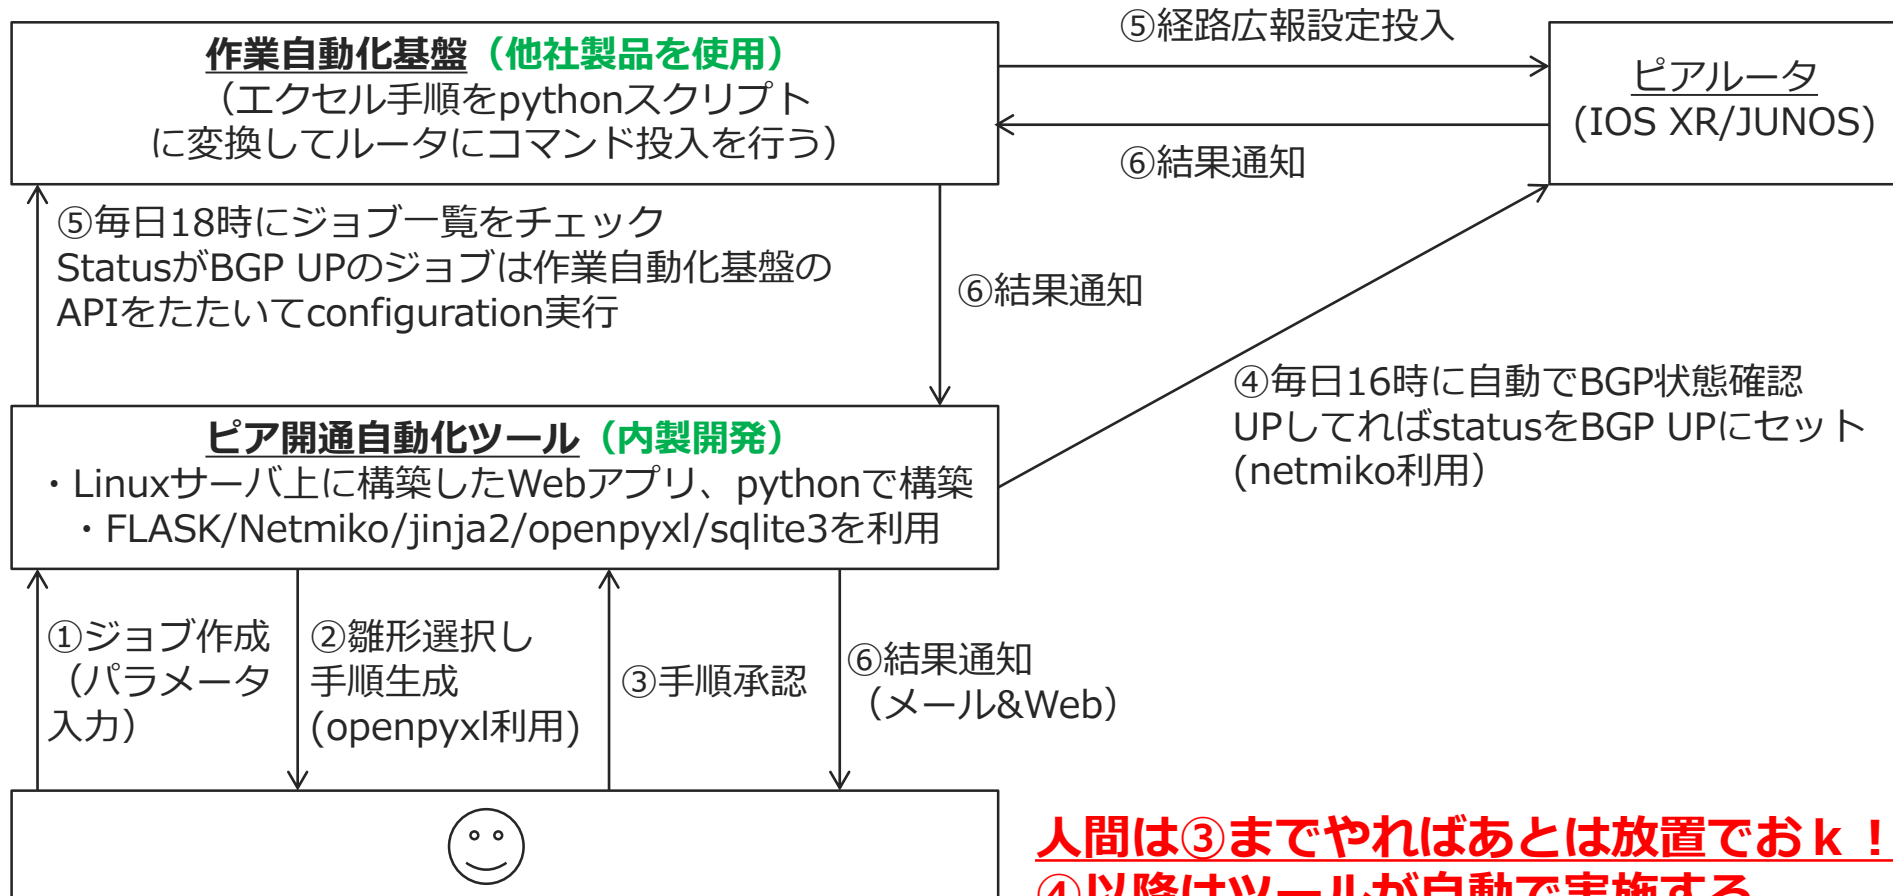 作業自動化基盤（他社製品を使用）
（エクセル手順をpythonスクリプト
に変換してルータにコマンド投入を行う）
⑤経路広報設定投入
⑥結果通知
ピアルータ
(IOS XR/JUNOS)
⑤毎日18時にジョブ一覧をチェック
StatusがBGP UPのジョブは作業自動化基盤の
APIをたたいてconfiguration実行
⑥結果通知
④毎日16時に自動でBGP状態確認
UPしてればstatusをBGP UPにセット
(netmiko利用）
ピア開通自動化ツール（内製開発）
・Linuxサーバ上に構築したWebアプリ、pythonで構築
・FLASK/Netmiko/jinja2/openpyxl/sqlite3を利用
①ジョブ作成
（パラメータ
入力）
②雛形選択し
手順生成
(openpyxl利用)
③手順承認
⑥結果通知
（メール&Web）
人間は③までやればあとは放置でおｋ！
④以降はツールが自動で実施する